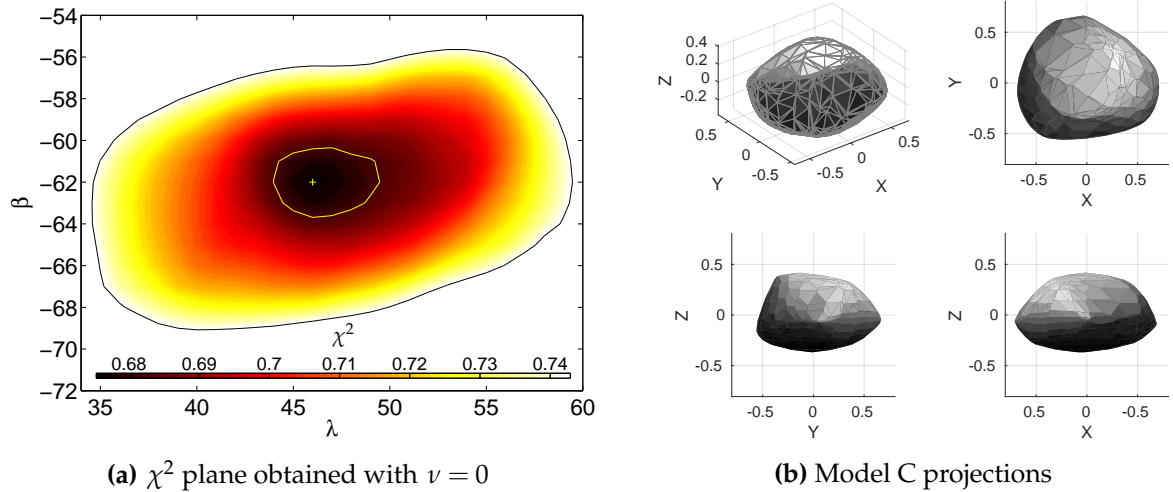 −54
−56
−58
−60
−62
−64
−66
−68
−70
−72
β
χ²
0.68 0.69 0.7 0.71 0.72 0.73 0.74
35 40 45 50 55 60
λ
(a) χ² plane obtained with ν = 0
0.4
0.2
0
-0.2
Z
0.5
0
-0.5
Y
-0.5
0
0.5
X
0.5
0
-0.5
Y
-0.5 0 0.5
X
0.5
0
-0.5
Z
-0.5 0 0.5
Y
0.5
0
-0.5
Z
0.5 0 -0.5
X
(b) Model C projections